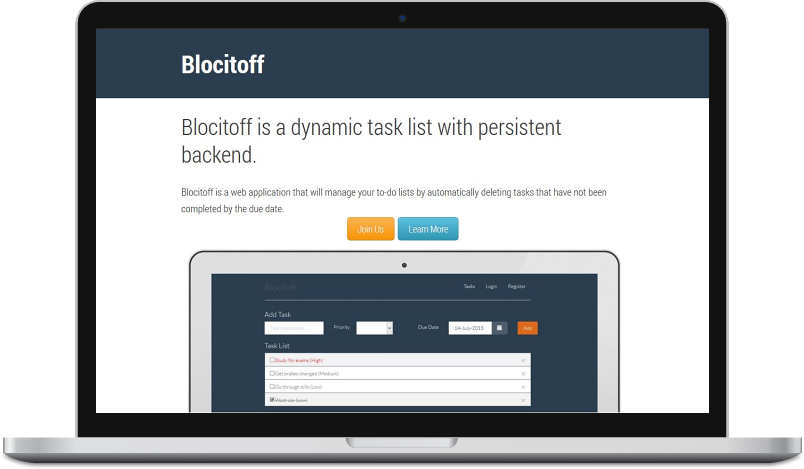 Blocitoff
Blocitoff is a dynamic task list with persistent
backend.
Blocitoff is a web application that will manage your to-do lists by automatically deleting tasks that have not been
completed by the due date.
Join Us Learn More
Blocitoff Tasks Login Register
Add Task
Task description Priority Due Date 14-July-2015 Add
Task List
Study for exams (High)
Get brakes changed (Medium)
Go through bills (Low)
Wash car (Low)